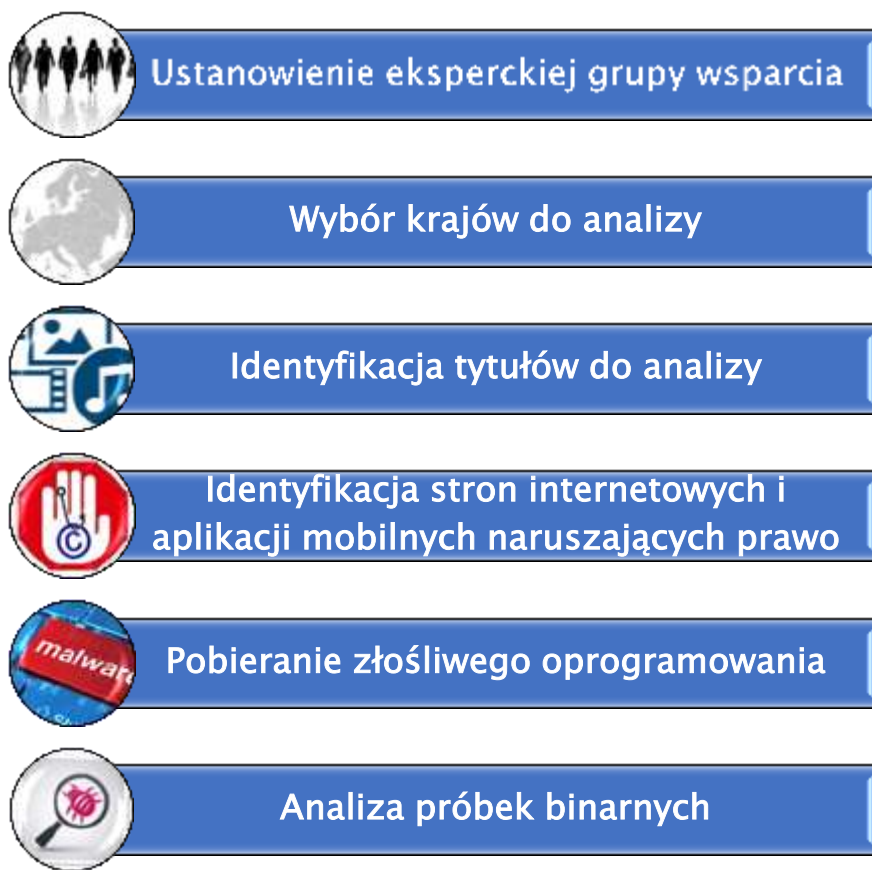 Ustanowienie eksperckiej grupy wsparcia
Wybór krajów do analizy
Identyfikacja tytułów do analizy
Identyfikacja stron internetowych i
aplikacji mobilnych naruszających prawo
©
malware
Pobieranie złośliwego oprogramowania
Analiza próbek binarnych